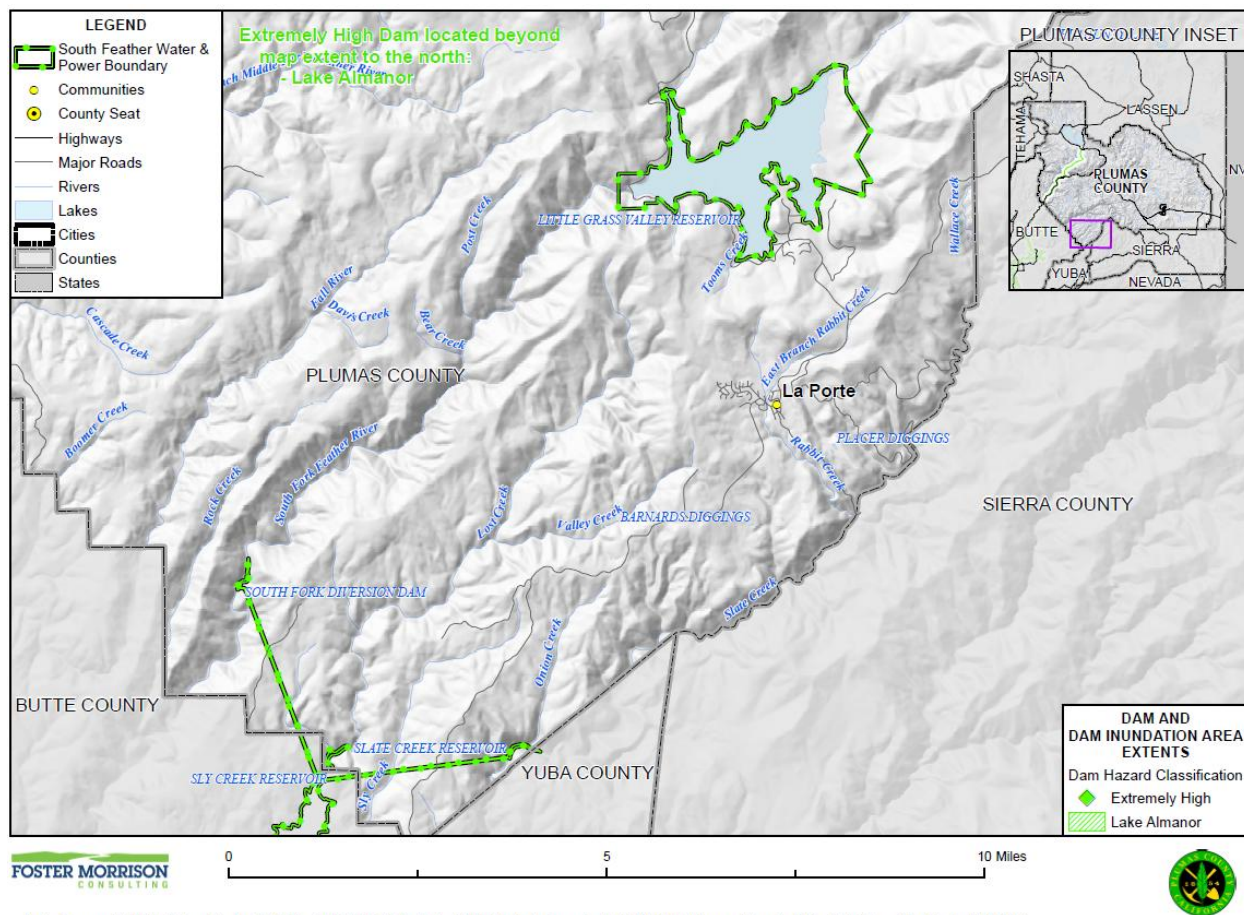 LEGEND
South Feather Water &
Power Boundary
Communities
County Seat
Highways
Major Roads
Rivers
Lakes
Cities
Counties
States
Extremely High Dam located beyond
map extent to the north:
- Lake Almanor
PLUMAS COUNTY INSET
SHASTA
LASSEN
TEHAMA
PLUMAS
COUNTY
NV
BUTTE
SIERRA
YUBA
NEVADA
LITTLE GRASS VALLEY RESERVOIR
Post Creek
Tooms Creek
Wallace Creek
Fall River
Davis Creek
Bear Creek
Cascade Creek
East Branch Rabbit Creek
PLUMAS COUNTY
La Porte
Boomer Creek
Rabbit Creek
PLACER DIGGINGS
South Fork Feather River
Rock Creek
Lost Creek
Valley Creek
BARNARDS DIGGINGS
SIERRA COUNTY
SOUTH FORK DIVERSION DAM
Slate Creek
Onion Creek
BUTTE COUNTY
SLATE CREEK RESERVOIR
SLY CREEK RESERVOIR
Sly Creek
YUBA COUNTY
DAM AND
DAM INUNDATION AREA
EXTENTS
Dam Hazard Classification
Extremely High
Lake Almanor
FOSTER MORRISON
CONSULTING
0
5
10 Miles
PLUMAS COUNTY
1854
CALIFORNIA